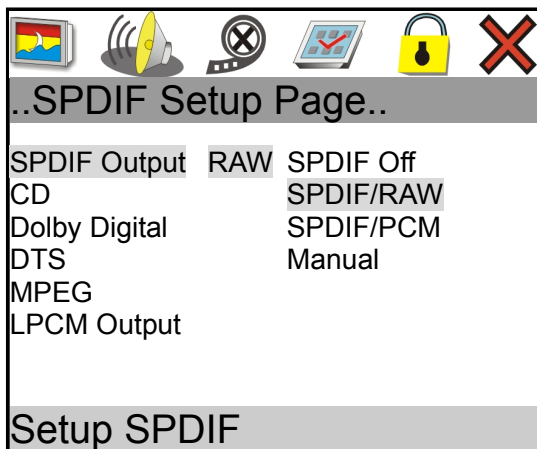 ..SPDIF Setup Page..
SPDIF Output RAW SPDIF Off
CD SPDIF/RAW
Dolby Digital SPDIF/PCM
DTS Manual
MPEG
LPCM Output
Setup SPDIF